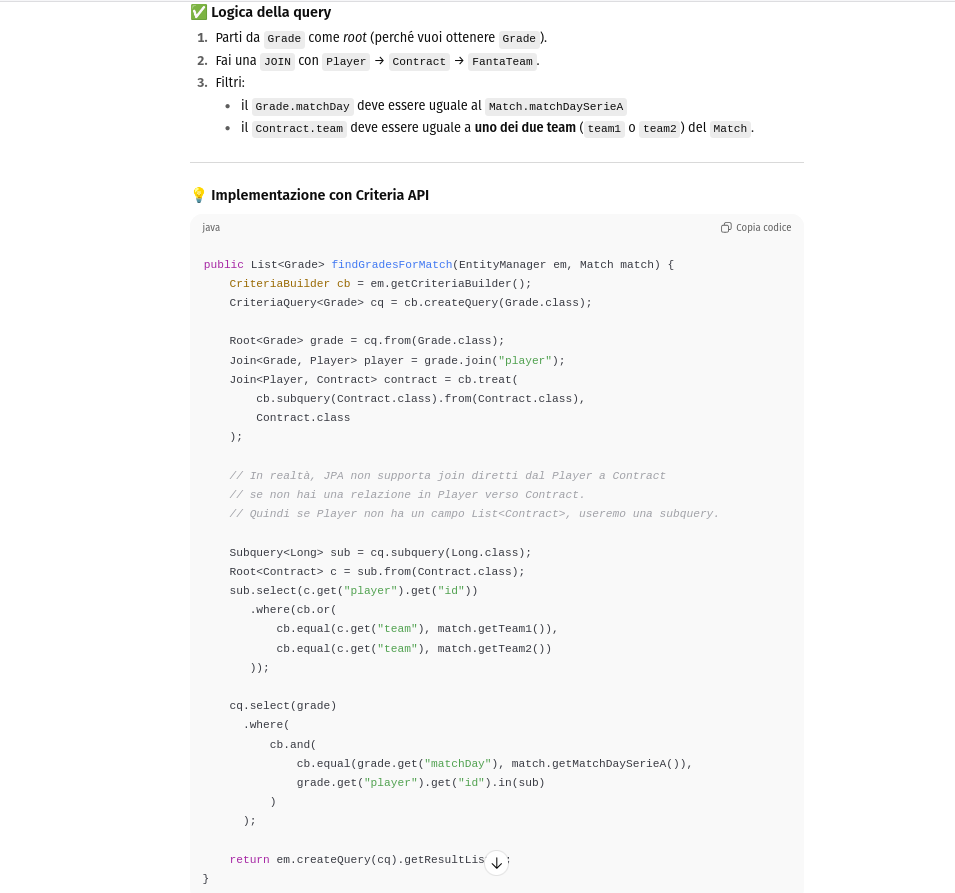 ✅ Logica della query
1. Parti da Grade come root (perché vuoi ottenere Grade).
2. Fai una JOIN con Player → Contract → FantaTeam.
3. Filtri:
• il Grade.matchDay deve essere uguale al Match.matchDaySerieA
• il Contract.team deve essere uguale a uno dei due team (team1 o team2) del Match.
💡 Implementazione con Criteria API
java
Copia codice
public List<Grade> findGradesForMatch(EntityManager em, Match match) {
    CriteriaBuilder cb = em.getCriteriaBuilder();
    CriteriaQuery<Grade> cq = cb.createQuery(Grade.class);

    Root<Grade> grade = cq.from(Grade.class);
    Join<Grade, Player> player = grade.join("player");
    Join<Player, Contract> contract = cb.treat(
        cb.subquery(Contract.class).from(Contract.class),
        Contract.class
    );

    // In realtà, JPA non supporta join diretti dal Player a Contract
    // se non hai una relazione in Player verso Contract.
    // Quindi se Player non ha un campo List<Contract>, useremo una subquery.

    Subquery<Long> sub = cq.subquery(Long.class);
    Root<Contract> c = sub.from(Contract.class);
    sub.select(c.get("player").get("id"))
       .where(cb.or(
           cb.equal(c.get("team"), match.getTeam1()),
           cb.equal(c.get("team"), match.getTeam2())
       ));

    cq.select(grade)
      .where(
          cb.and(
              cb.equal(grade.get("matchDay"), match.getMatchDaySerieA()),
              grade.get("player").get("id").in(sub)
          )
      );

    return em.createQuery(cq).getResultLis
}